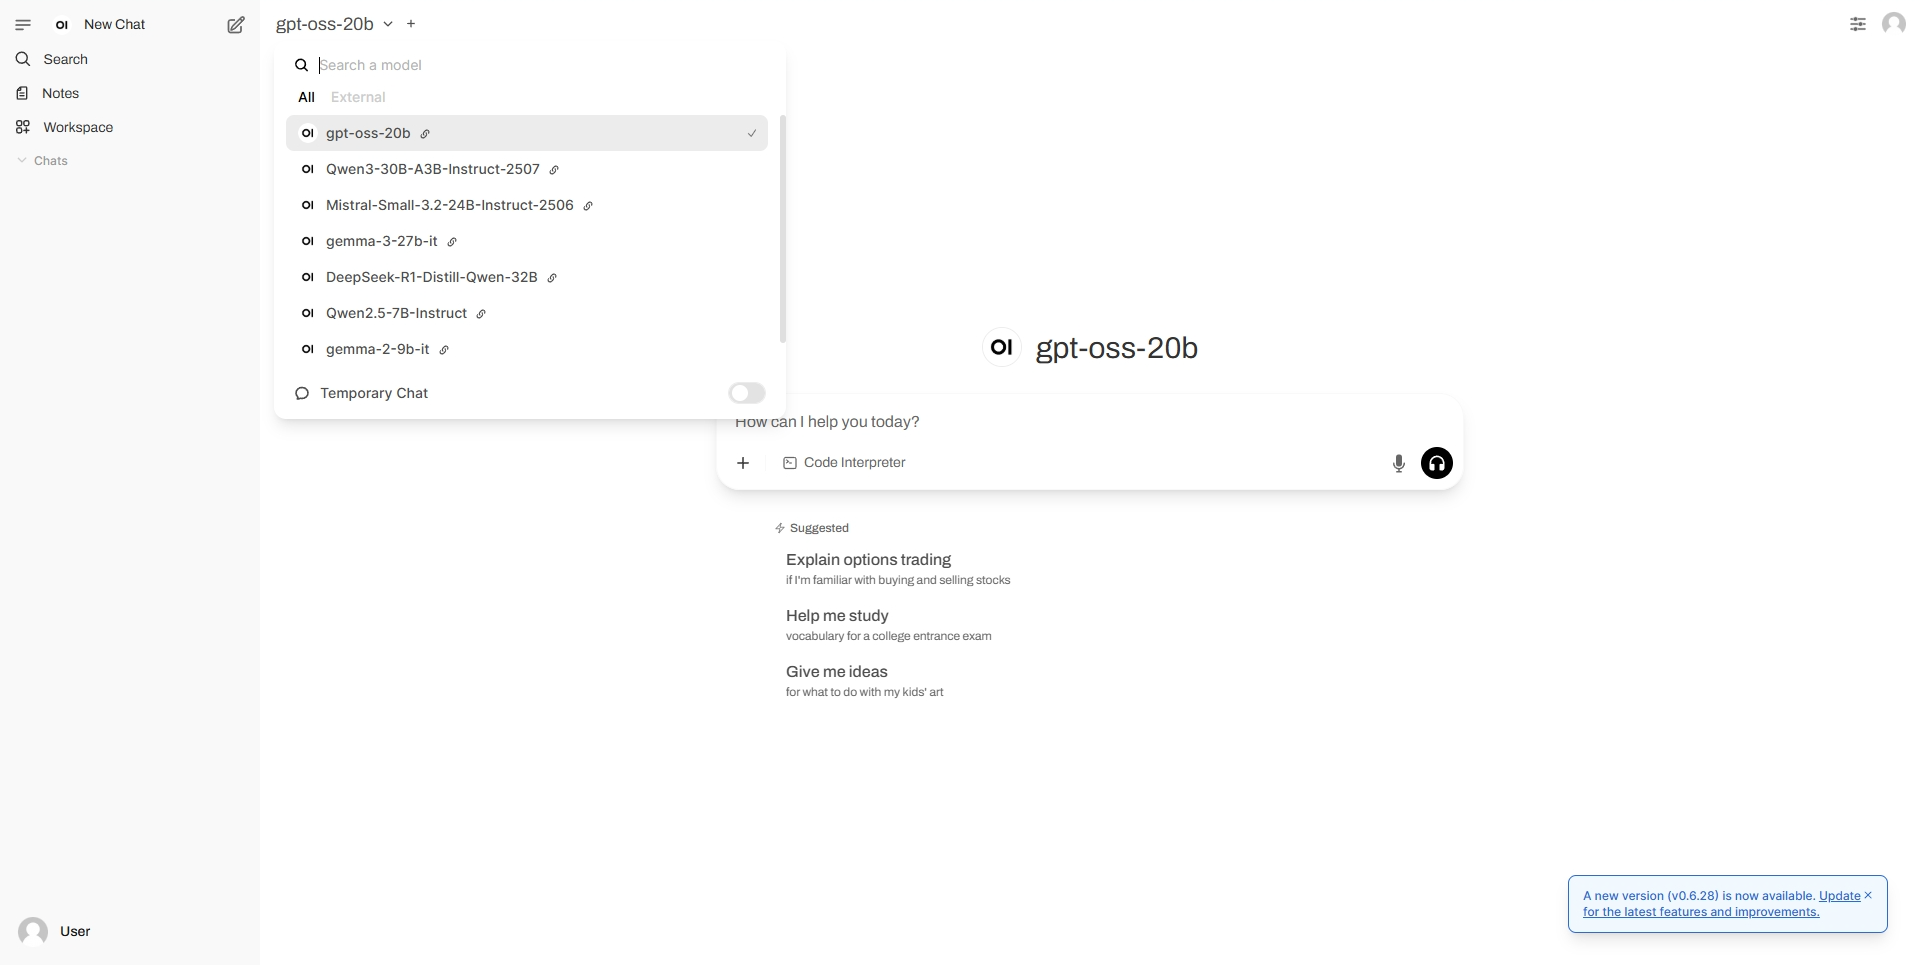 OI New Chat
Search
Notes
Workspace
Chats
User
gpt-oss-20b
Search a model
All External
OI gpt-oss-20b
OI Qwen3-30B-A3B-Instruct-2507
OI Mistral-Small-3.2-24B-Instruct-2506
OI gemma-3-27b-it
OI DeepSeek-R1-Distill-Qwen-32B
OI Qwen2.5-7B-Instruct
OI gemma-2-9b-it
Temporary Chat
OI gpt-oss-20b
How can I help you today?
Code Interpreter
Suggested
Explain options trading
if I'm familiar with buying and selling stocks
Help me study
vocabulary for a college entrance exam
Give me ideas
for what to do with my kids' art
A new version (v0.6.28) is now available. Update
for the latest features and improvements.